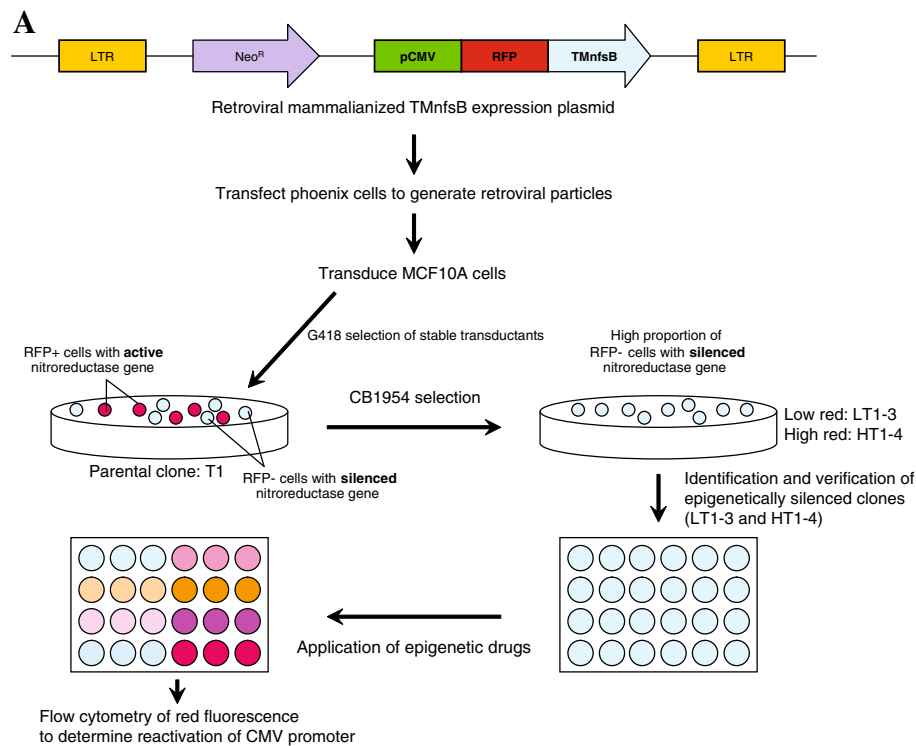 A
LTR
Neo^R
pCMV
RFP
TMnfsB
LTR
Retroviral mammalianized TMnfsB expression plasmid
Transfect phoenix cells to generate retroviral particles
Transduce MCF10A cells
G418 selection of stable transductants
RFP+ cells with active
nitroreductase gene
High proportion of
RFP- cells with silenced
nitroreductase gene
CB1954 selection
Low red: LT1-3
High red: HT1-4
Parental clone: T1
RFP- cells with silenced
nitroreductase gene
Identification and verification of
epigenetically silenced clones
(LT1-3 and HT1-4)
Application of epigenetic drugs
Flow cytometry of red fluorescence
to determine reactivation of CMV promoter